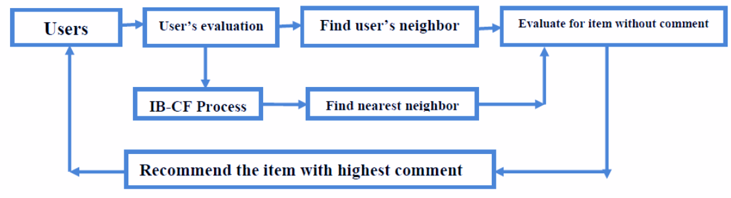 Users
User's evaluation
Find user's neighbor
Evaluate for item without comment
IB-CF Process
Find nearest neighbor
Recommend the item with highest comment